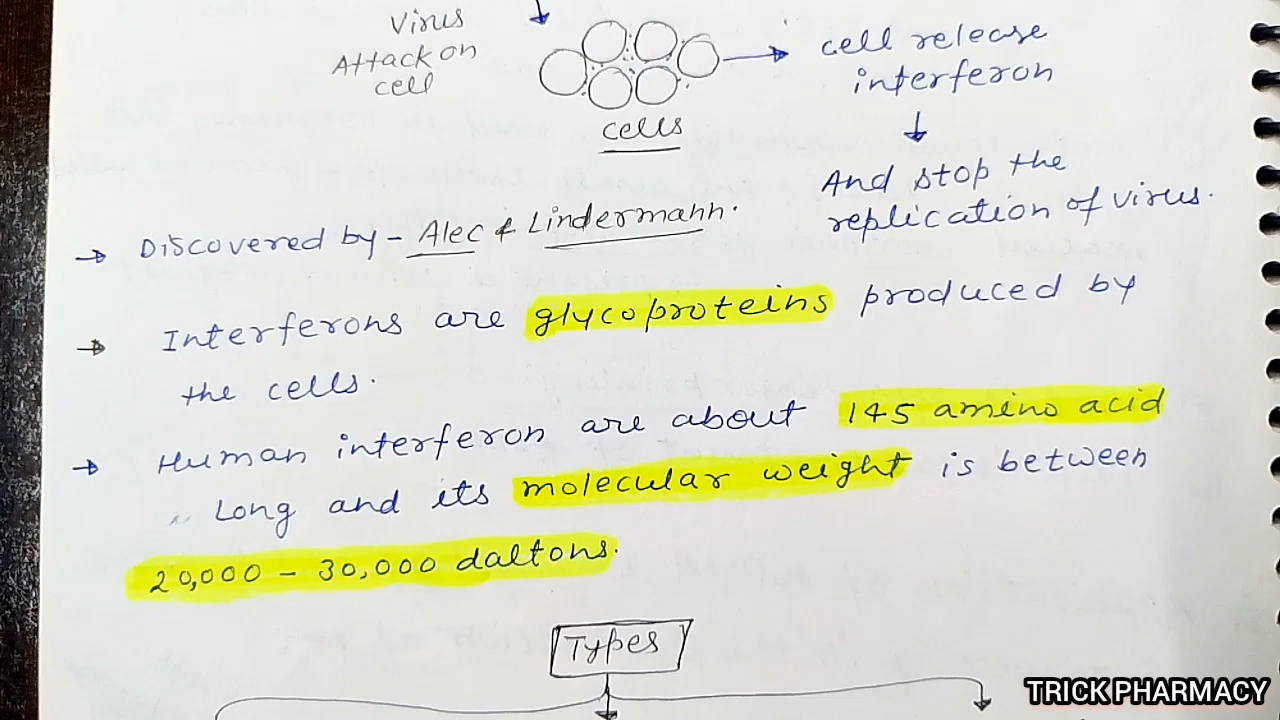 Virus
Attack on
cell
cells
cell release
interferon
And stop the
replication of virus.
Discovered by - Alec & Lindermann.
Interferons are glycoproteins produced by
the cells.
Human interferon are about 145 amino acid
Long and its molecular weight is between
20,000 - 30,000 daltons.
Types
TRICK PHARMACY